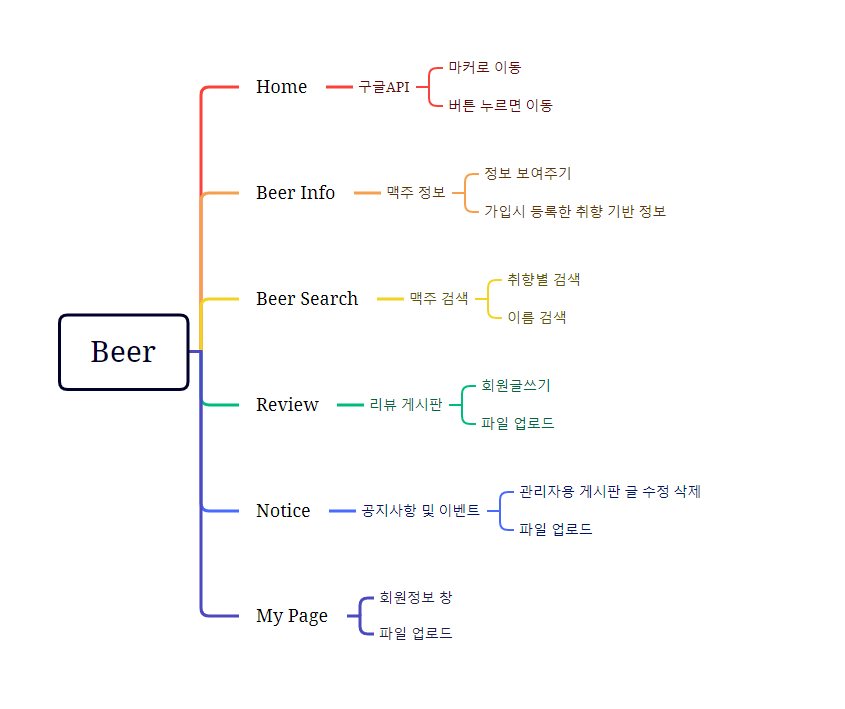 Beer
Home
구글API
마커로 이동
버튼 누르면 이동
Beer Info
맥주 정보
정보 보여주기
가입시 등록한 취향 기반 정보
Beer Search
맥주 검색
취향별 검색
이름 검색
Review
리뷰 게시판
회원글쓰기
파일 업로드
Notice
공지사항 및 이벤트
관리자용 게시판 글 수정 삭제
파일 업로드
My Page
회원정보 창
파일 업로드